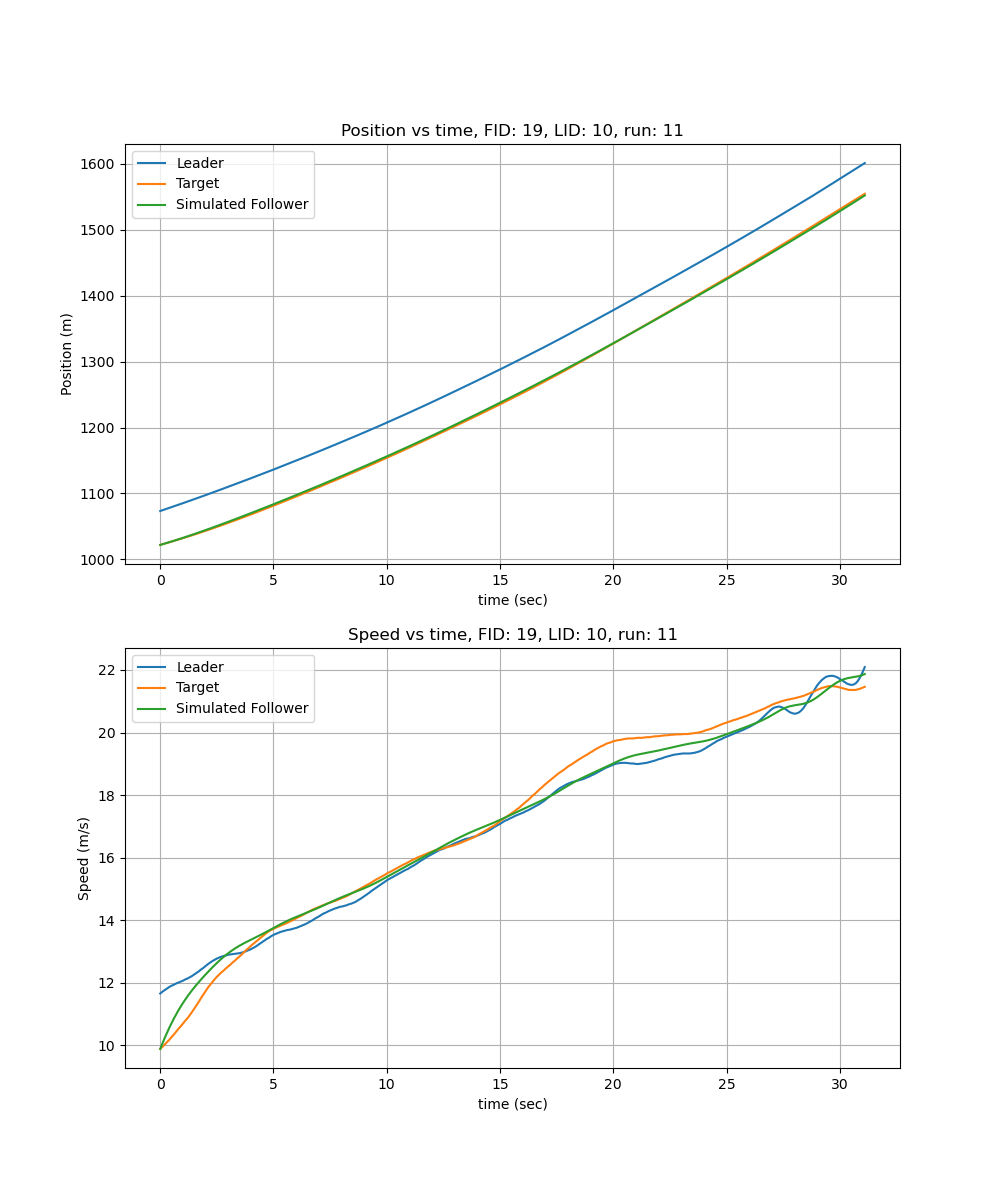 Position vs time, FID: 19, LID: 10, run: 11
Leader
Target
Simulated Follower
1600
1500
1400
1300
1200
1100
1000
Position (m)
0 5 10 15 20 25 30
time (sec)
Speed vs time, FID: 19, LID: 10, run: 11
Leader
Target
Simulated Follower
22
20
18
16
14
12
10
Speed (m/s)
0 5 10 15 20 25 30
time (sec)